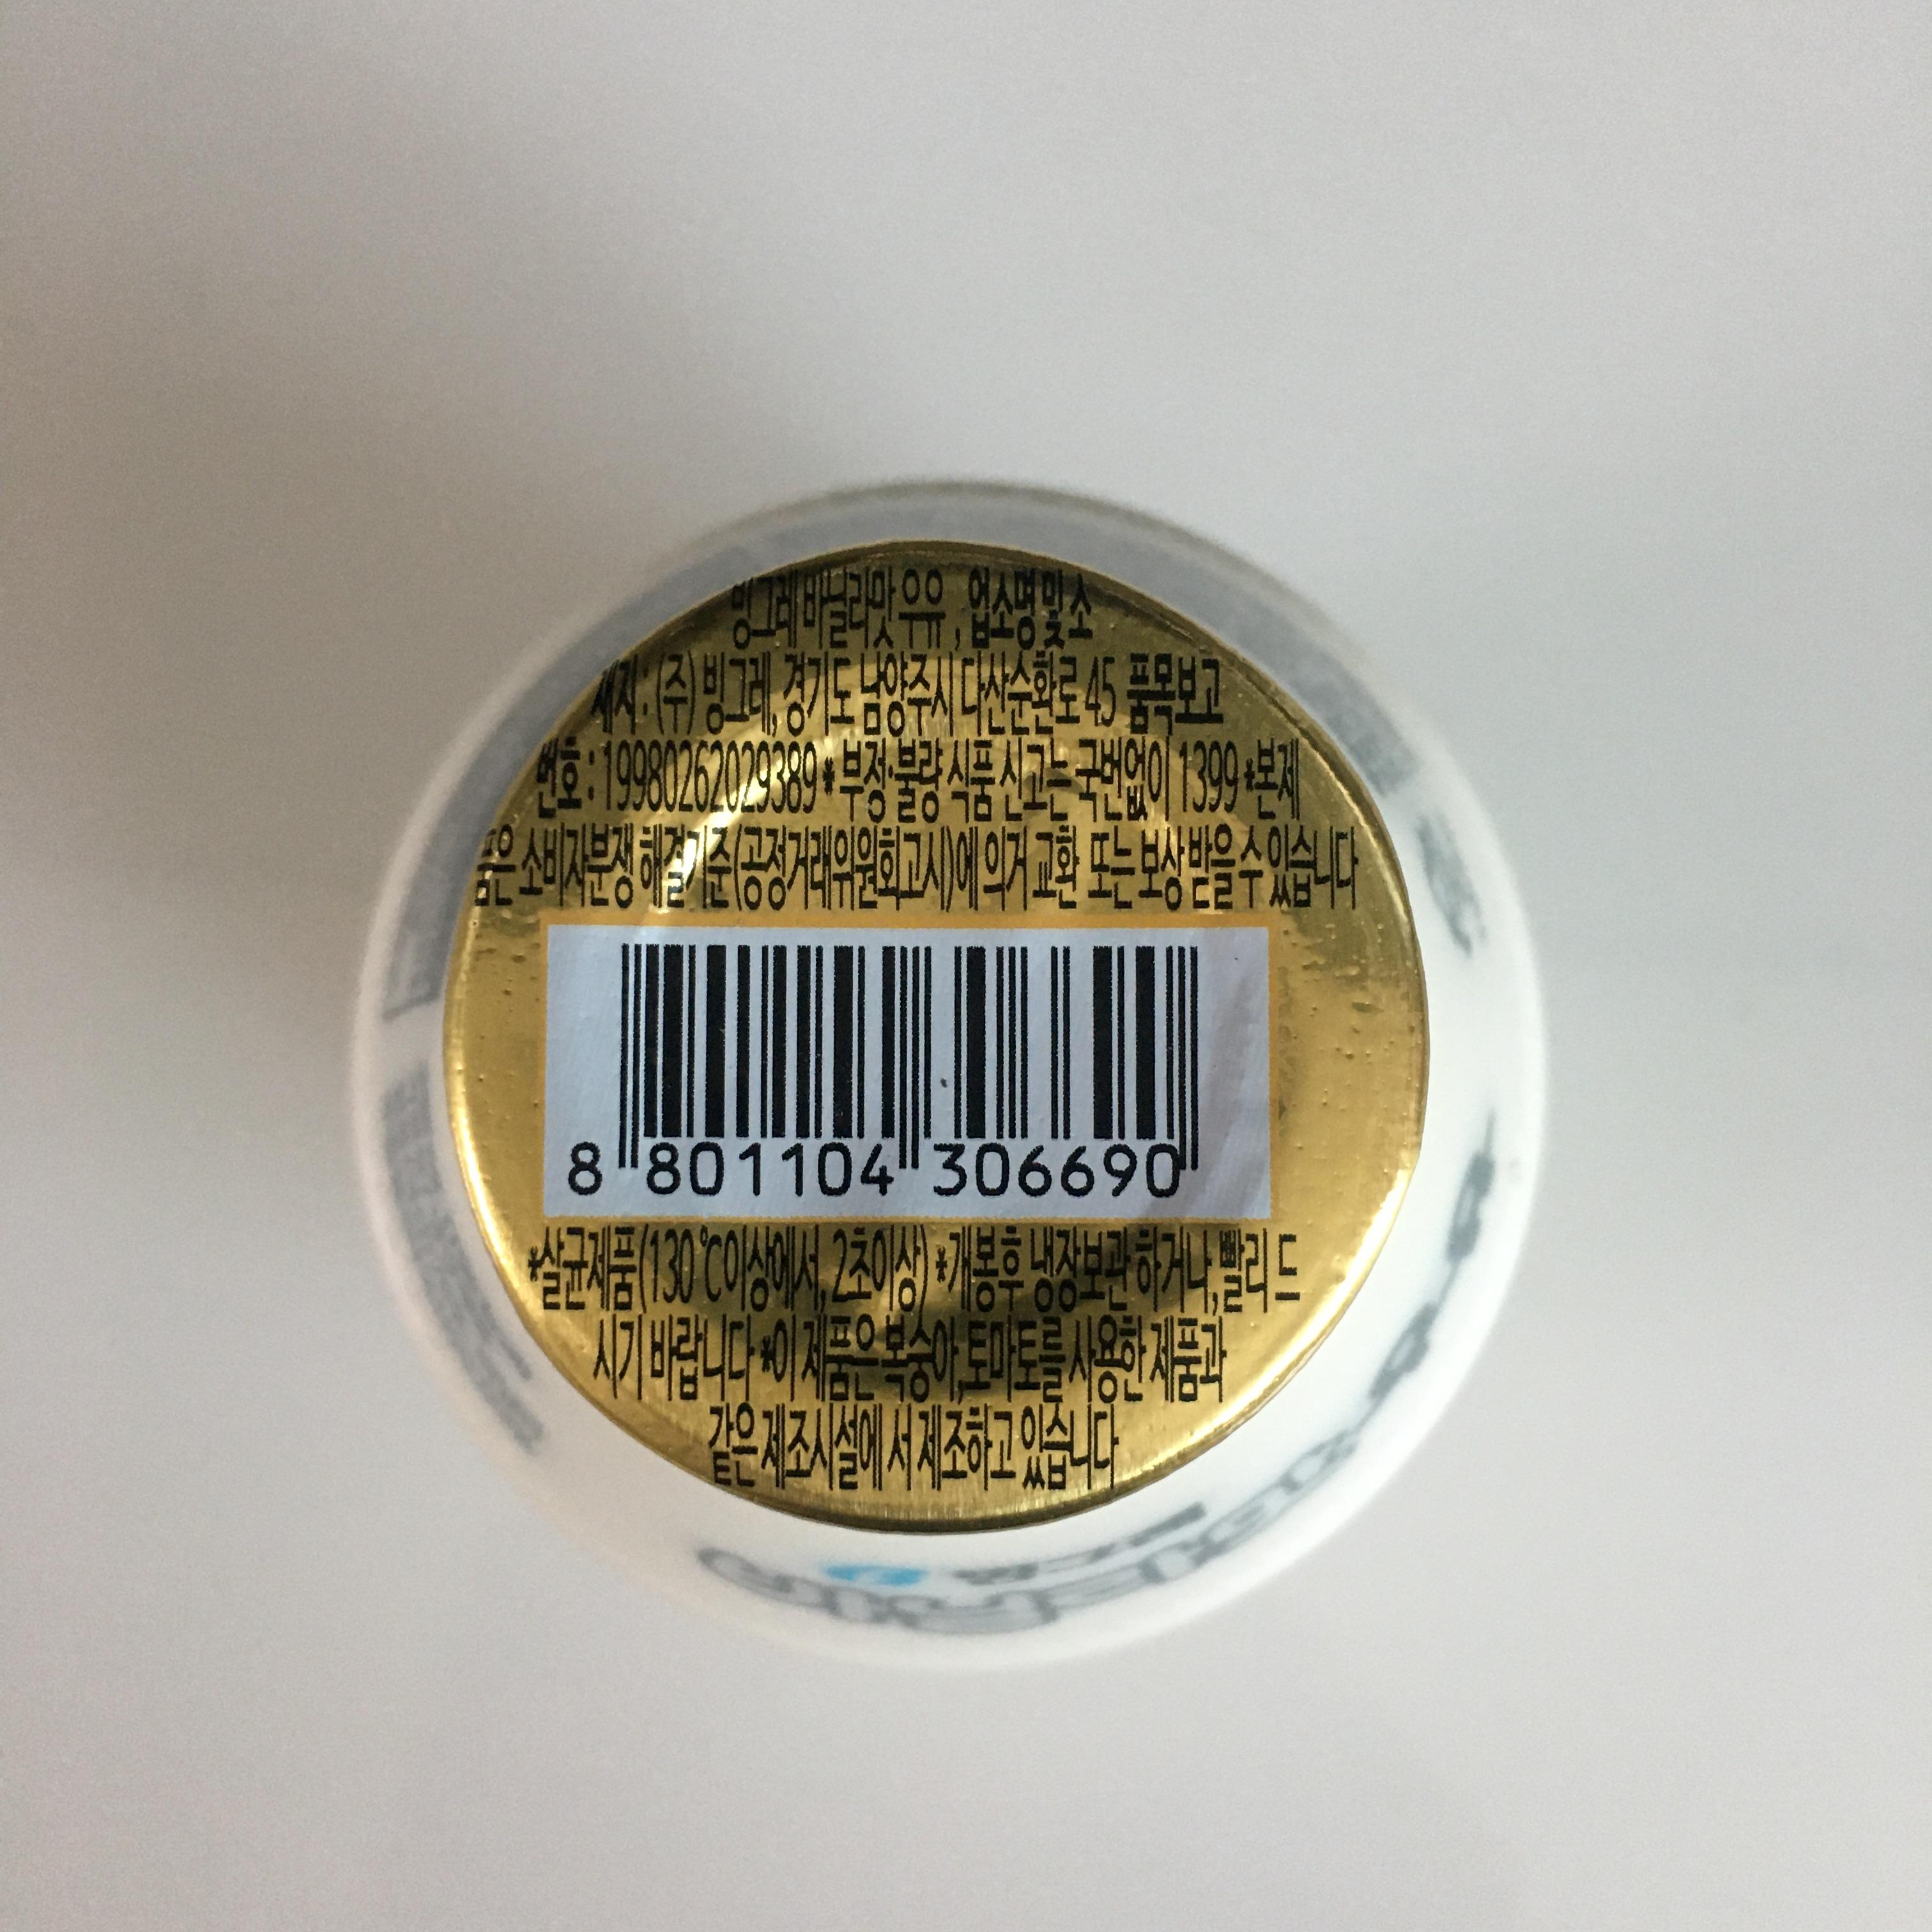 빙그레 바닐라맛 우유, 업소명 및 소
재지 : (주) 빙그레, 경기도 남양주시 다산순환로 45 품목보고
번호 : 19980262029389 * 부정·불량 식품 신고는 국번없이 1399 *본제
품은 소비자분쟁 해결기준(공정거래위원회고시)에 의거 교환 또는 보상 받을 수 있습니다
8 801104 306690
*살균제품(130℃이상에서, 2초이상) *개봉후 냉장보관 하거나, 빨리 드
시기 바랍니다 *이 제품은 복숭아,토마토를 사용한 제품과
같은 제조시설에서 제조하고 있습니다